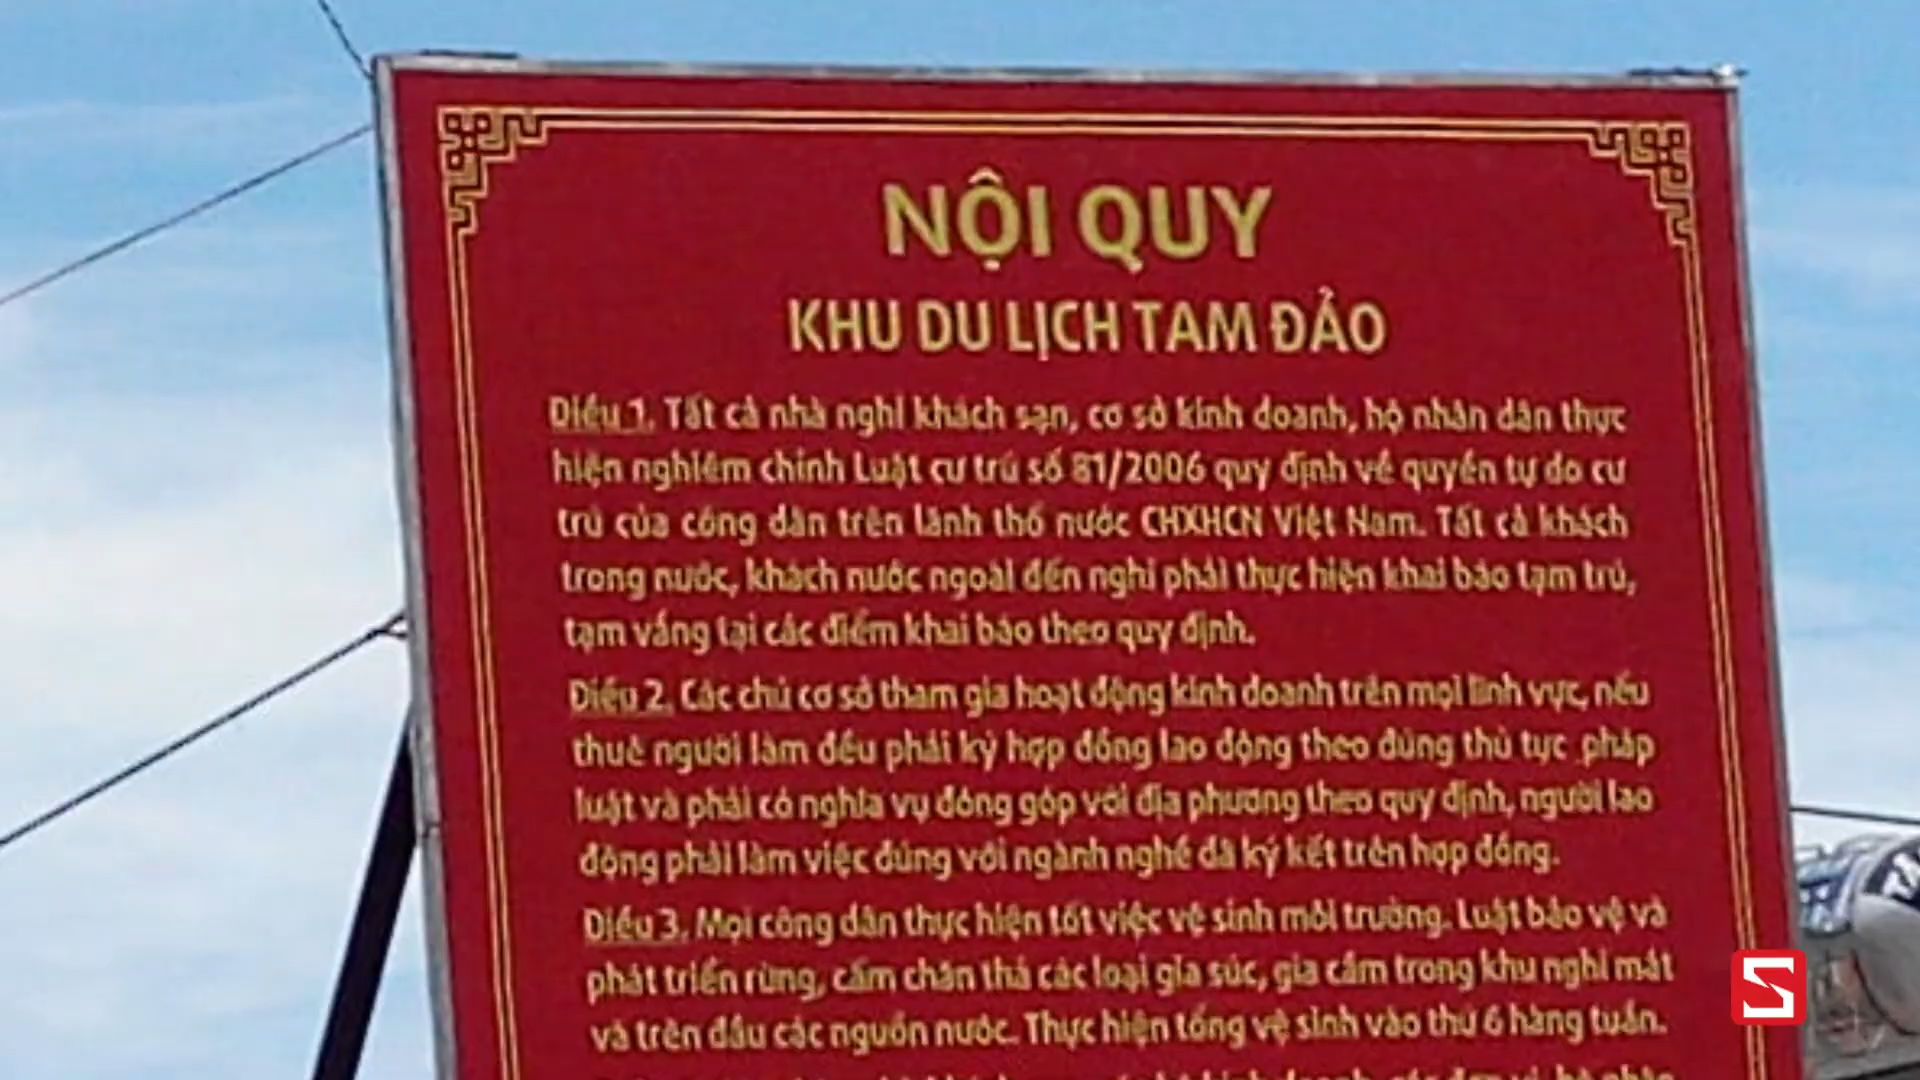 NỘI QUY
KHU DU LỊCH TAM ĐẢO
Điều 1. Tất cả nhà nghỉ khách sạn, cơ sở kinh doanh, hộ nhân dân thực
hiện nghiêm chỉnh Luật cư trú số 81/2006 quy định về quyền tự do cư
trú của công dân trên lãnh thổ nước CHXHCN Việt Nam. Tất cả khách
trong nước, khách nước ngoài đến nghỉ phải thực hiện khai báo tạm trú,
tạm vắng tại các điểm khai báo theo quy định.
Điều 2. Các chủ cơ sở tham gia hoạt động kinh doanh trên mọi lĩnh vực, nếu
thuê người làm đều phải ký hợp đồng lao động theo đúng thủ tục pháp
luật và phải có nghĩa vụ đóng góp với địa phương theo quy định, người lao
động phải làm việc đúng với ngành nghề đã ký kết trên hợp đồng.
Điều 3. Mọi công dân thực hiện tốt việc vệ sinh môi trường. Luật bảo vệ và
phát triển rừng, cấm chăn thả các loại gia súc, gia cầm trong khu nghỉ mát
và trên đầu các nguồn nước. Thực hiện tổng vệ sinh vào thứ 6 hàng tuần.